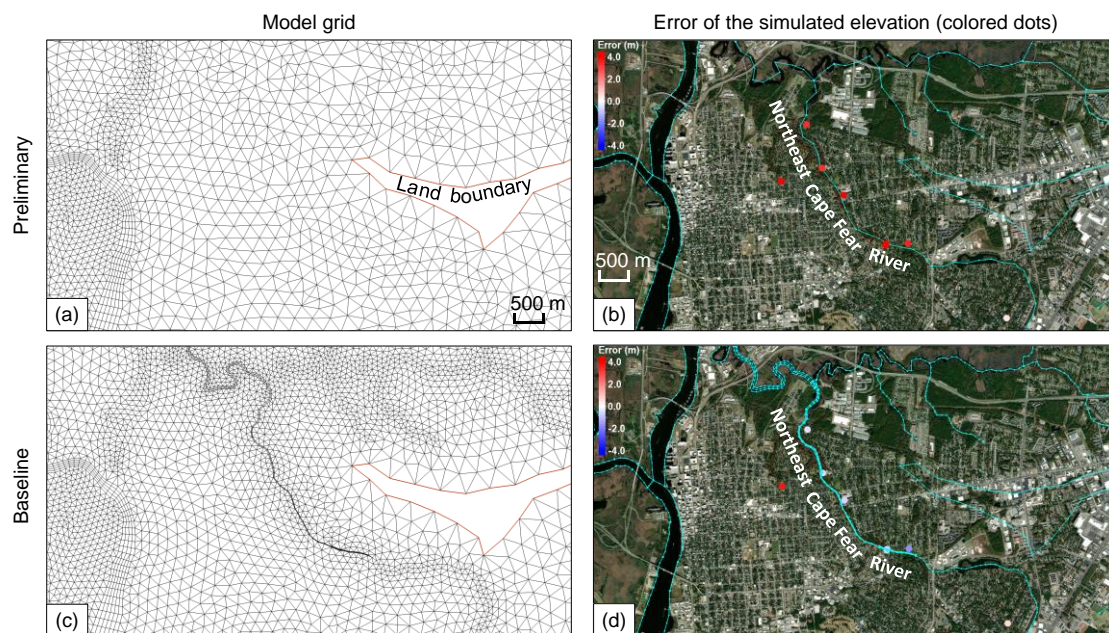 Model grid
Error of the simulated elevation (colored dots)
Preliminary
Land boundary
500 m
(a)
Error (m)
4.0
2.0
0.0
-2.0
-4.0
Northeast Cape Fear River
500 m
(b)
Baseline
(c)
Error (m)
4.0
2.0
0.0
-2.0
-4.0
Northeast Cape Fear River
(d)